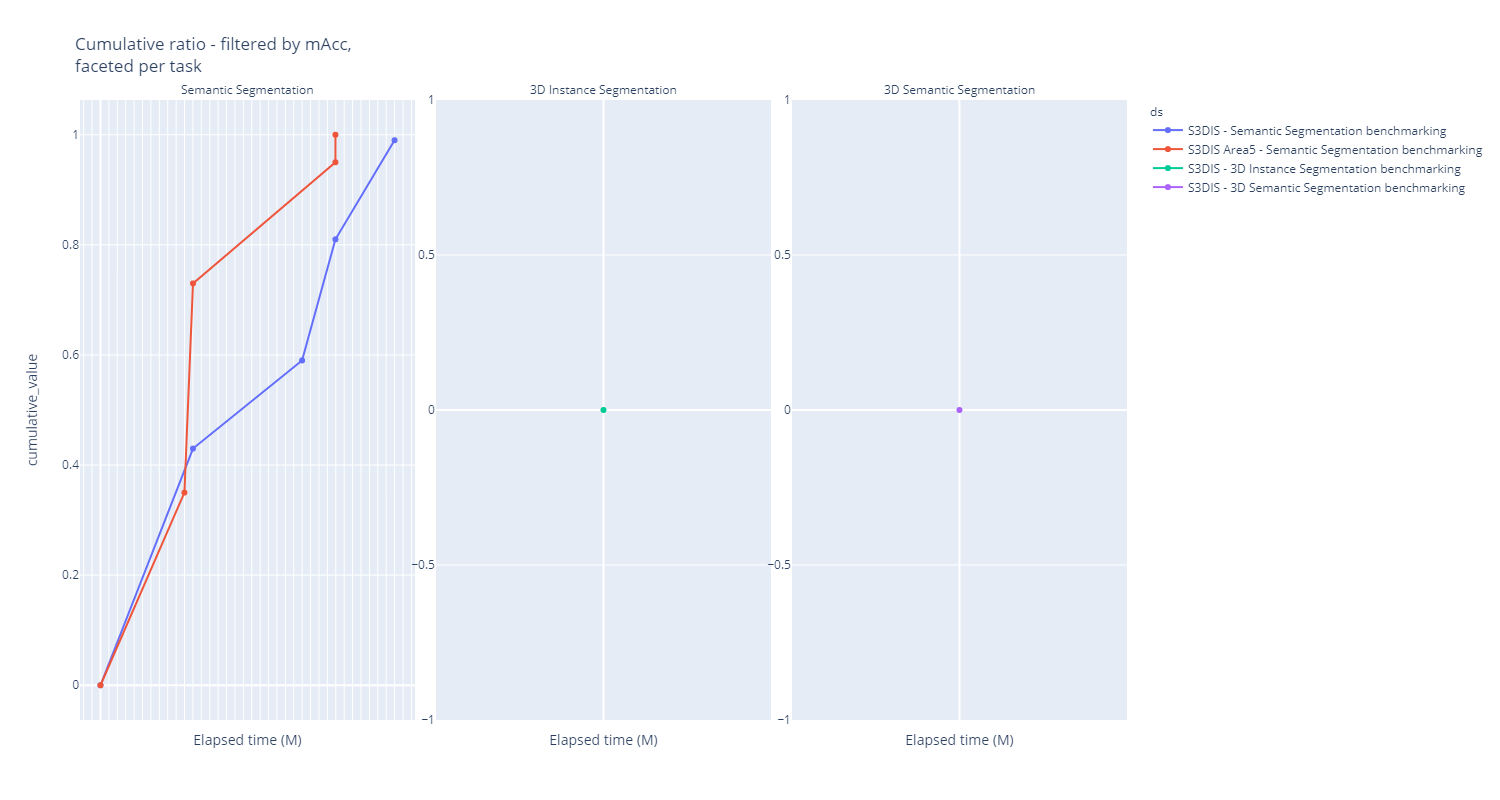 Cumulative ratio - filtered by mAcc,
faceted per task
Semantic Segmentation
3D Instance Segmentation
3D Semantic Segmentation
cumulative_value
1
0.8
0.6
0.4
0.2
0
1
0.5
0
−0.5
−1
1
0.5
0
−0.5
−1
Elapsed time (M)
Elapsed time (M)
Elapsed time (M)
ds
S3DIS - Semantic Segmentation benchmarking
S3DIS Area5 - Semantic Segmentation benchmarking
S3DIS - 3D Instance Segmentation benchmarking
S3DIS - 3D Semantic Segmentation benchmarking